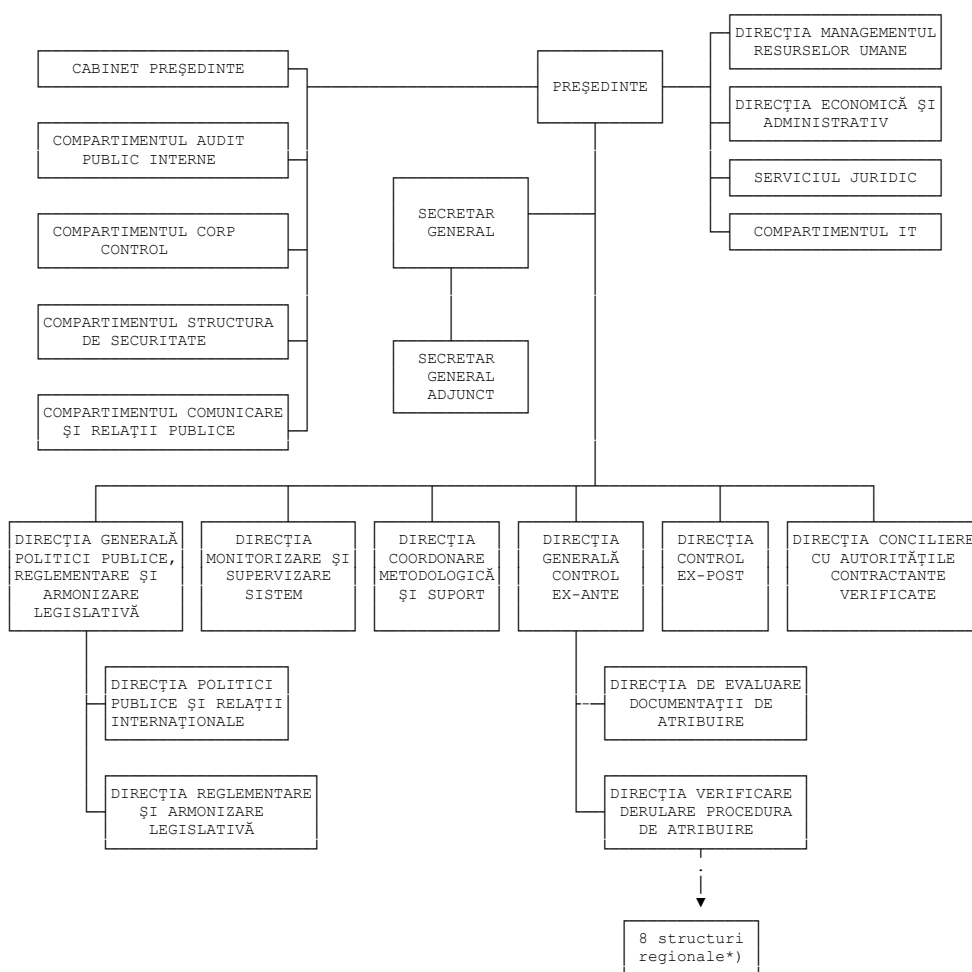 CABINET PREŞEDINTE
PREŞEDINTE
DIRECŢIA MANAGEMENTUL
RESURSELOR UMANE
DIRECŢIA ECONOMICĂ ŞI
ADMINISTRATIV
SERVICIUL JURIDIC
COMPARTIMENTUL IT
COMPARTIMENTUL AUDIT
PUBLIC INTERNE
COMPARTIMENTUL CORP
CONTROL
COMPARTIMENTUL STRUCTURA
DE SECURITATE
COMPARTIMENTUL COMUNICARE
ŞI RELAŢII PUBLICE
SECRETAR
GENERAL
SECRETAR
GENERAL
ADJUNCT
DIRECŢIA GENERALĂ
POLITICI PUBLICE,
REGLEMENTARE ŞI
ARMONIZARE
LEGISLATIVĂ
DIRECŢIA
MONITORIZARE ŞI
SUPERVIZARE
SISTEM
DIRECŢIA
COORDONARE
METODOLOGICĂ
ŞI SUPORT
DIRECŢIA
GENERALĂ
CONTROL
EX-ANTE
DIRECŢIA
CONTROL
EX-POST
DIRECŢIA CONCILIERE
CU AUTORITĂŢILE
CONTRACTANTE
VERIFICATE
DIRECŢIA POLITICI
PUBLICE ŞI RELAŢII
INTERNAŢIONALE
DIRECŢIA REGLEMENTARE
ŞI ARMONIZARE
LEGISLATIVĂ
DIRECŢIA DE EVALUARE
DOCUMENTAŢII DE
ATRIBUIRE
DIRECŢIA VERIFICARE
DERULARE PROCEDURA
DE ATRIBUIRE
8 structuri
regionale*)